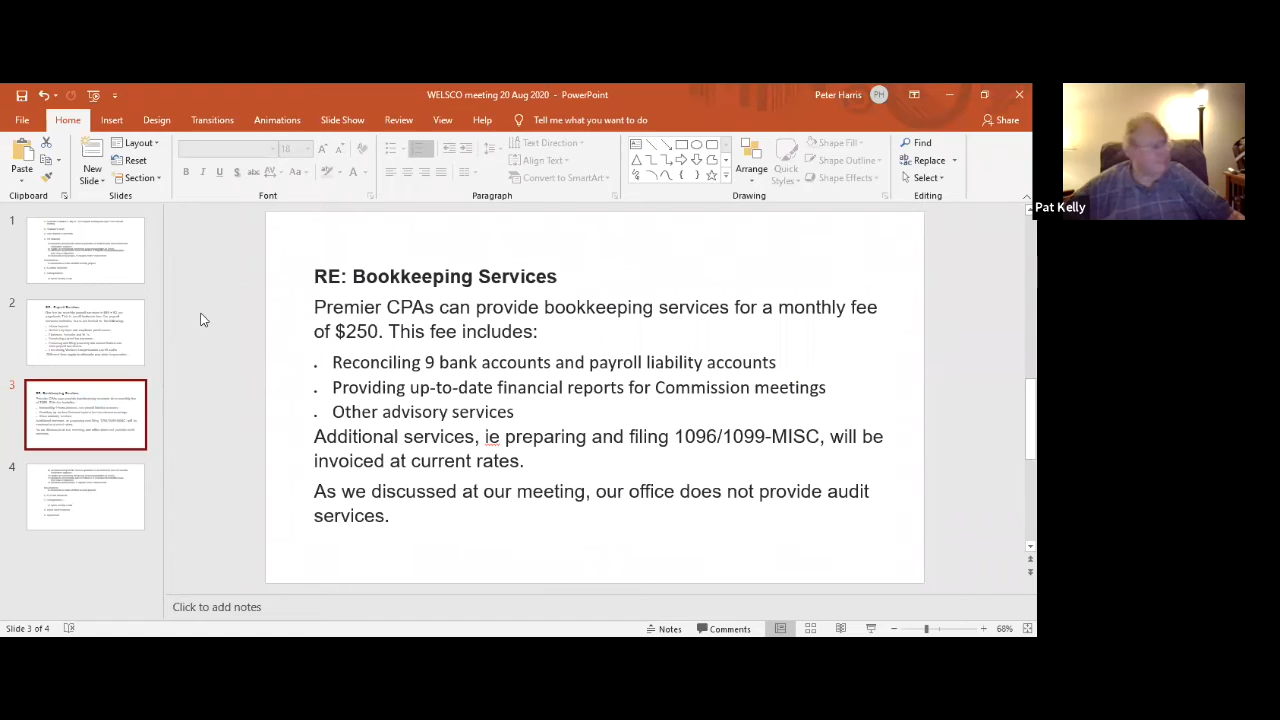 WELSCO meeting 20 Aug 2020 - PowerPoint
Peter Harris
PH
File
Home
Insert
Design
Transitions
Animations
Slide Show
Review
View
Help
Tell me what you want to do
Share
Paste
Clipboard
New
Slide
Layout
Reset
Section
Slides
18
B I U S
Aa
A
Font
Text Direction
Align Text
Convert to SmartArt
Paragraph
Arrange
Quick
Styles
Shape Fill
Shape Outline
Shape Effects
Drawing
Find
Replace
Select
Editing
Pat Kelly
1
2
3
4
RE: Bookkeeping Services
Premier CPAs can provide bookkeeping services for a monthly fee
of $250. This fee includes:
. Reconciling 9 bank accounts and payroll liability accounts
. Providing up-to-date financial reports for Commission meetings
. Other advisory services
Additional services, ie preparing and filing 1096/1099-MISC, will be
invoiced at current rates.
As we discussed at our meeting, our office does not provide audit
services.
Click to add notes
Slide 3 of 4
Notes
Comments
68%